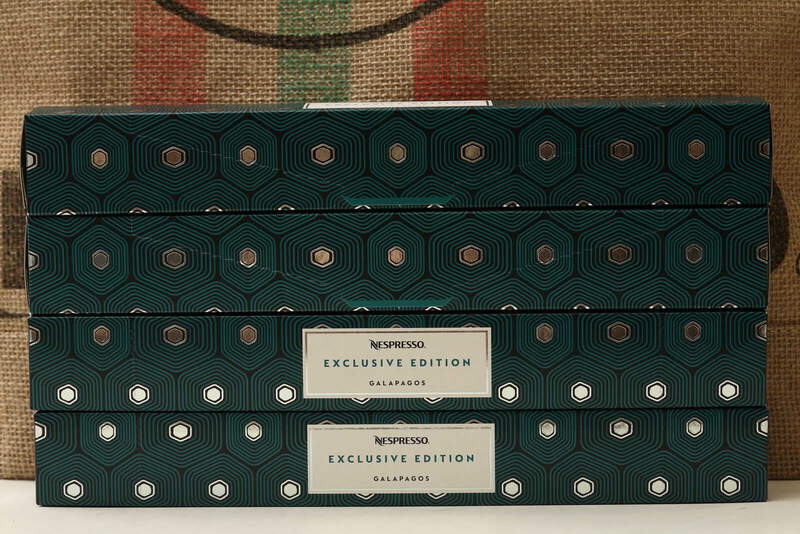 NESPRESSO.
EXCLUSIVE EDITION
GALAPAGOS
NESPRESSO.
EXCLUSIVE EDITION
GALAPAGOS